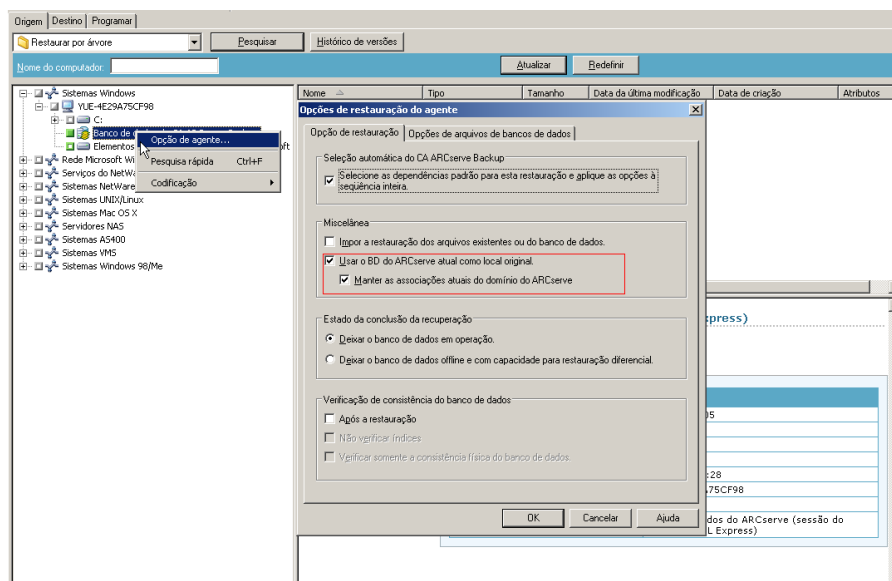 Origem Destino Programar
Restaurar por árvore Pesquisar Histórico de versões
Nome do computador: Atualizar Redefinir
Sistemas Windows
YUE-4E29A75CF98
C:
Banco de
Elementos
Rede Microsoft Wi
Serviços do NetWa
Sistemas NetWare
Sistemas UNIX/Linux
Sistemas Mac OS X
Servidores NAS
Sistemas AS400
Sistemas VMS
Sistemas Windows 98/Me
Opção de agente...
Pesquisa rápida Ctrl+F
Codificação
Nome Tipo Tamanho Data da última modificação Data de criação Atributos
Opções de restauração do agente
Opção de restauração Opções de arquivos de bancos de dados
Seleção automática do CA ARCserve Backup
Selecione as dependências padrão para esta restauração e aplique as opções à
seqüência inteira.
Miscelânea
Impor a restauração dos arquivos existentes ou do banco de dados.
Usar o BD do ARCserve atual como local original.
Manter as associações atuais do domínio do ARCserve
Estado da conclusão da recuperação
Deixar o banco de dados em operação.
Deixar o banco de dados offline e com capacidade para restauração diferencial.
Verificação de consistência do banco de dados
Após a restauração
Não verificar índices
Verificar somente a consistência física do banco de dados.
OK Cancelar Ajuda
xpress)
:28
A75CF98
dos do ARCserve (sessão do
L Express)